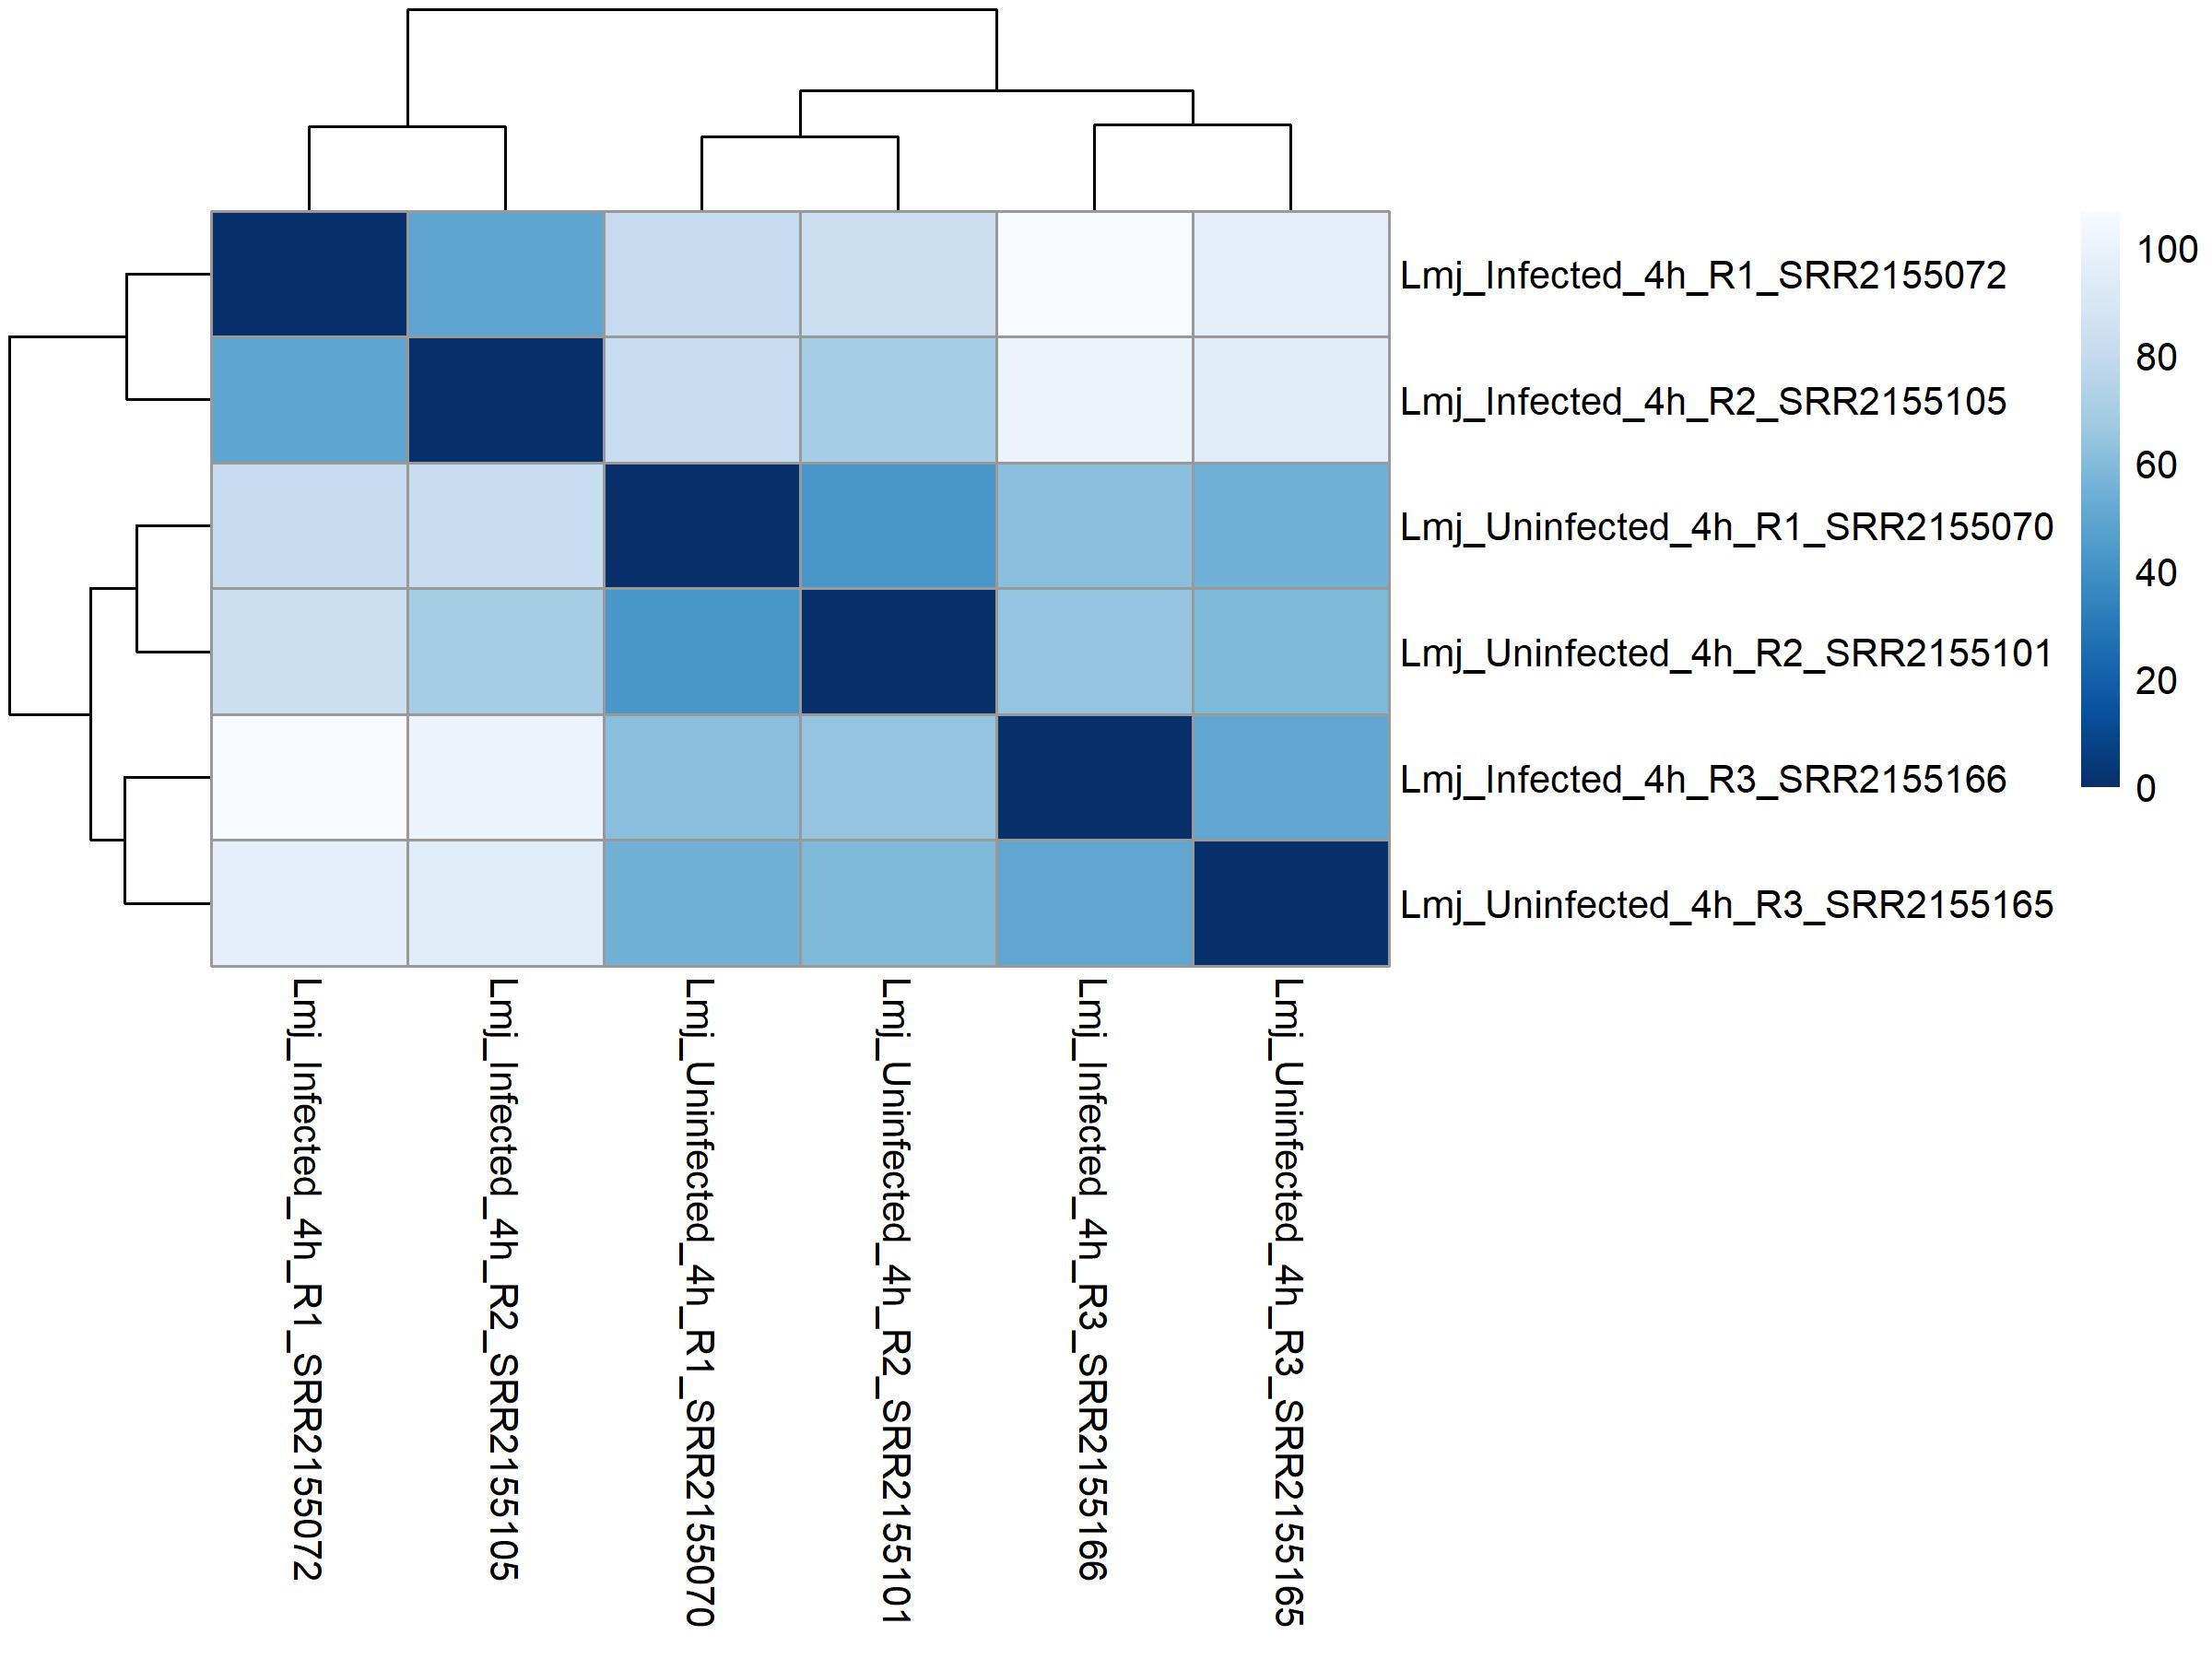 Lmj_Infected_4h_R1_SRR2155072
Lmj_Infected_4h_R2_SRR2155105
Lmj_Uninfected_4h_R1_SRR2155070
Lmj_Uninfected_4h_R2_SRR2155101
Lmj_Infected_4h_R3_SRR2155166
Lmj_Uninfected_4h_R3_SRR2155165
100
80
60
40
20
0
Lmj_Infected_4h_R1_SRR2155072
Lmj_Infected_4h_R2_SRR2155105
Lmj_Uninfected_4h_R1_SRR2155070
Lmj_Uninfected_4h_R2_SRR2155101
Lmj_Infected_4h_R3_SRR2155166
Lmj_Uninfected_4h_R3_SRR2155165